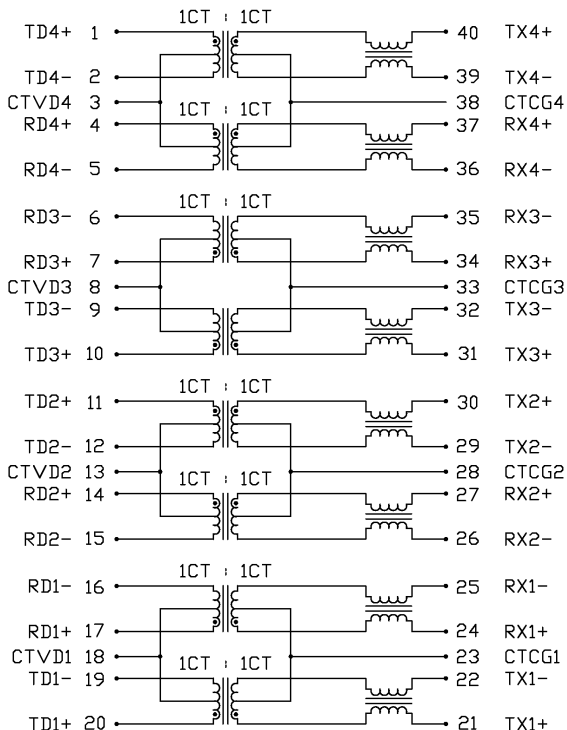 1CT : 1CT
TD4+ 1 40 TX4+
TD4- 2 39 TX4-
CTVD4 3 1CT : 1CT 38 CTCG4
RD4+ 4 37 RX4+
RD4- 5 36 RX4-
1CT : 1CT
RD3- 6 35 RX3-
RD3+ 7 34 RX3+
CTVD3 8 33 CTCG3
TD3- 9 32 TX3-
TD3+ 10 31 TX3+
1CT : 1CT
TD2+ 11 30 TX2+
TD2- 12 29 TX2-
CTVD2 13 1CT : 1CT 28 CTCG2
RD2+ 14 27 RX2+
RD2- 15 26 RX2-
1CT : 1CT
RD1- 16 25 RX1-
RD1+ 17 24 RX1+
CTVD1 18 1CT : 1CT 23 CTCG1
TD1- 19 22 TX1-
TD1+ 20 21 TX1+